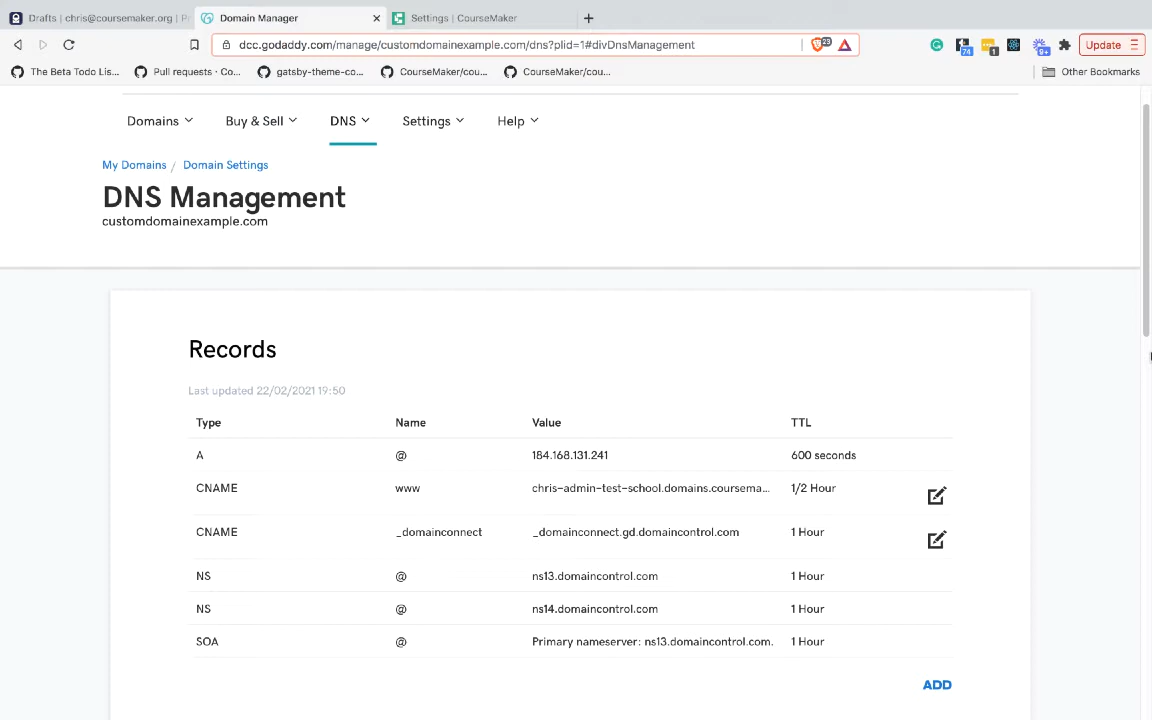 Drafts | chris@coursemaker.org | P
Domain Manager
Settings | CourseMaker
dcc.godaddy.com/manage/customdomainexample.com/dns?plid=1#divDnsManagement
23
74
1
9+
Update
The Beta Todo Lis...
Pull requests · Co...
gatsby-theme-co...
CourseMaker/cou...
CourseMaker/cou...
Other Bookmarks
Domains
Buy & Sell
DNS
Settings
Help
My Domains / Domain Settings
DNS Management
customdomainexample.com
Records
Last updated 22/02/2021 19:50
Type Name Value TTL
A @ 184.168.131.241 600 seconds
CNAME www chris-admin-test-school.domains.coursema... 1/2 Hour
CNAME _domainconnect _domainconnect.gd.domaincontrol.com 1 Hour
NS @ ns13.domaincontrol.com 1 Hour
NS @ ns14.domaincontrol.com 1 Hour
SOA @ Primary nameserver: ns13.domaincontrol.com. 1 Hour
ADD